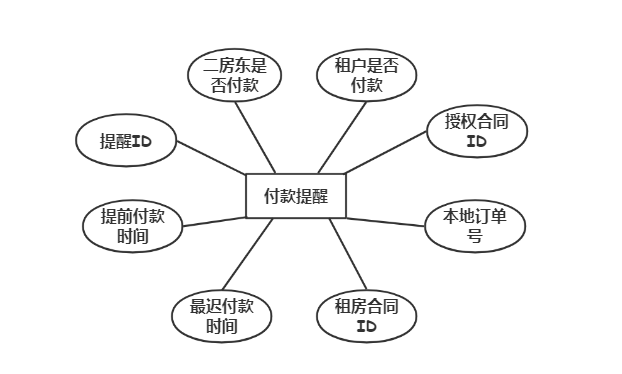 二房东是
否付款
租户是否
付款
提醒ID
授权合同
ID
付款提醒
提前付款
时间
本地订单
号
最迟付款
时间
租房合同
ID